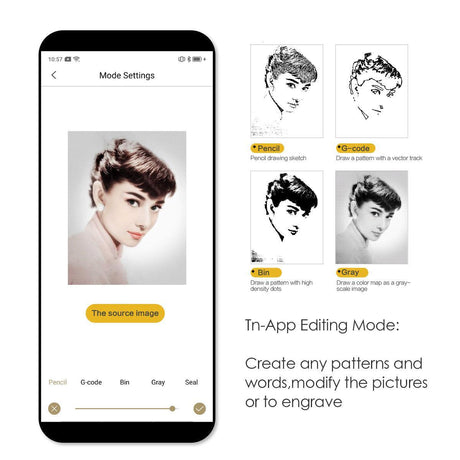 10:57
Mode Settings
The source image
Pencil G-code Bin Gray Seal
Pencil
Pencil drawing sketch
G-code
Draw a pattern with a vector track
Bin
Draw a pattern with high
density dots
Gray
Draw a color map as a gray-
scale image
Tn-App Editing Mode:
Create any patterns and
words,modify the pictures
or to engrave